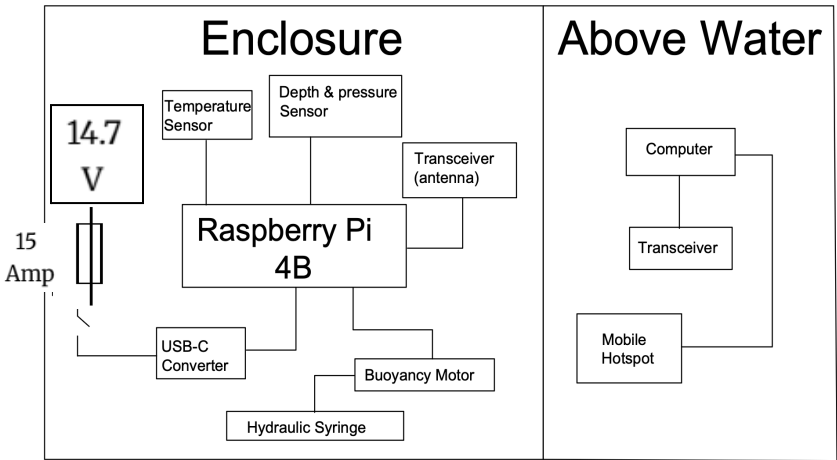 Enclosure
Above Water
14.7
V
15
Amp
Temperature
Sensor
Depth & pressure
Sensor
Transceiver
(antenna)
Raspberry Pi
4B
USB-C
Converter
Buoyancy Motor
Hydraulic Syringe
Computer
Transceiver
Mobile
Hotspot